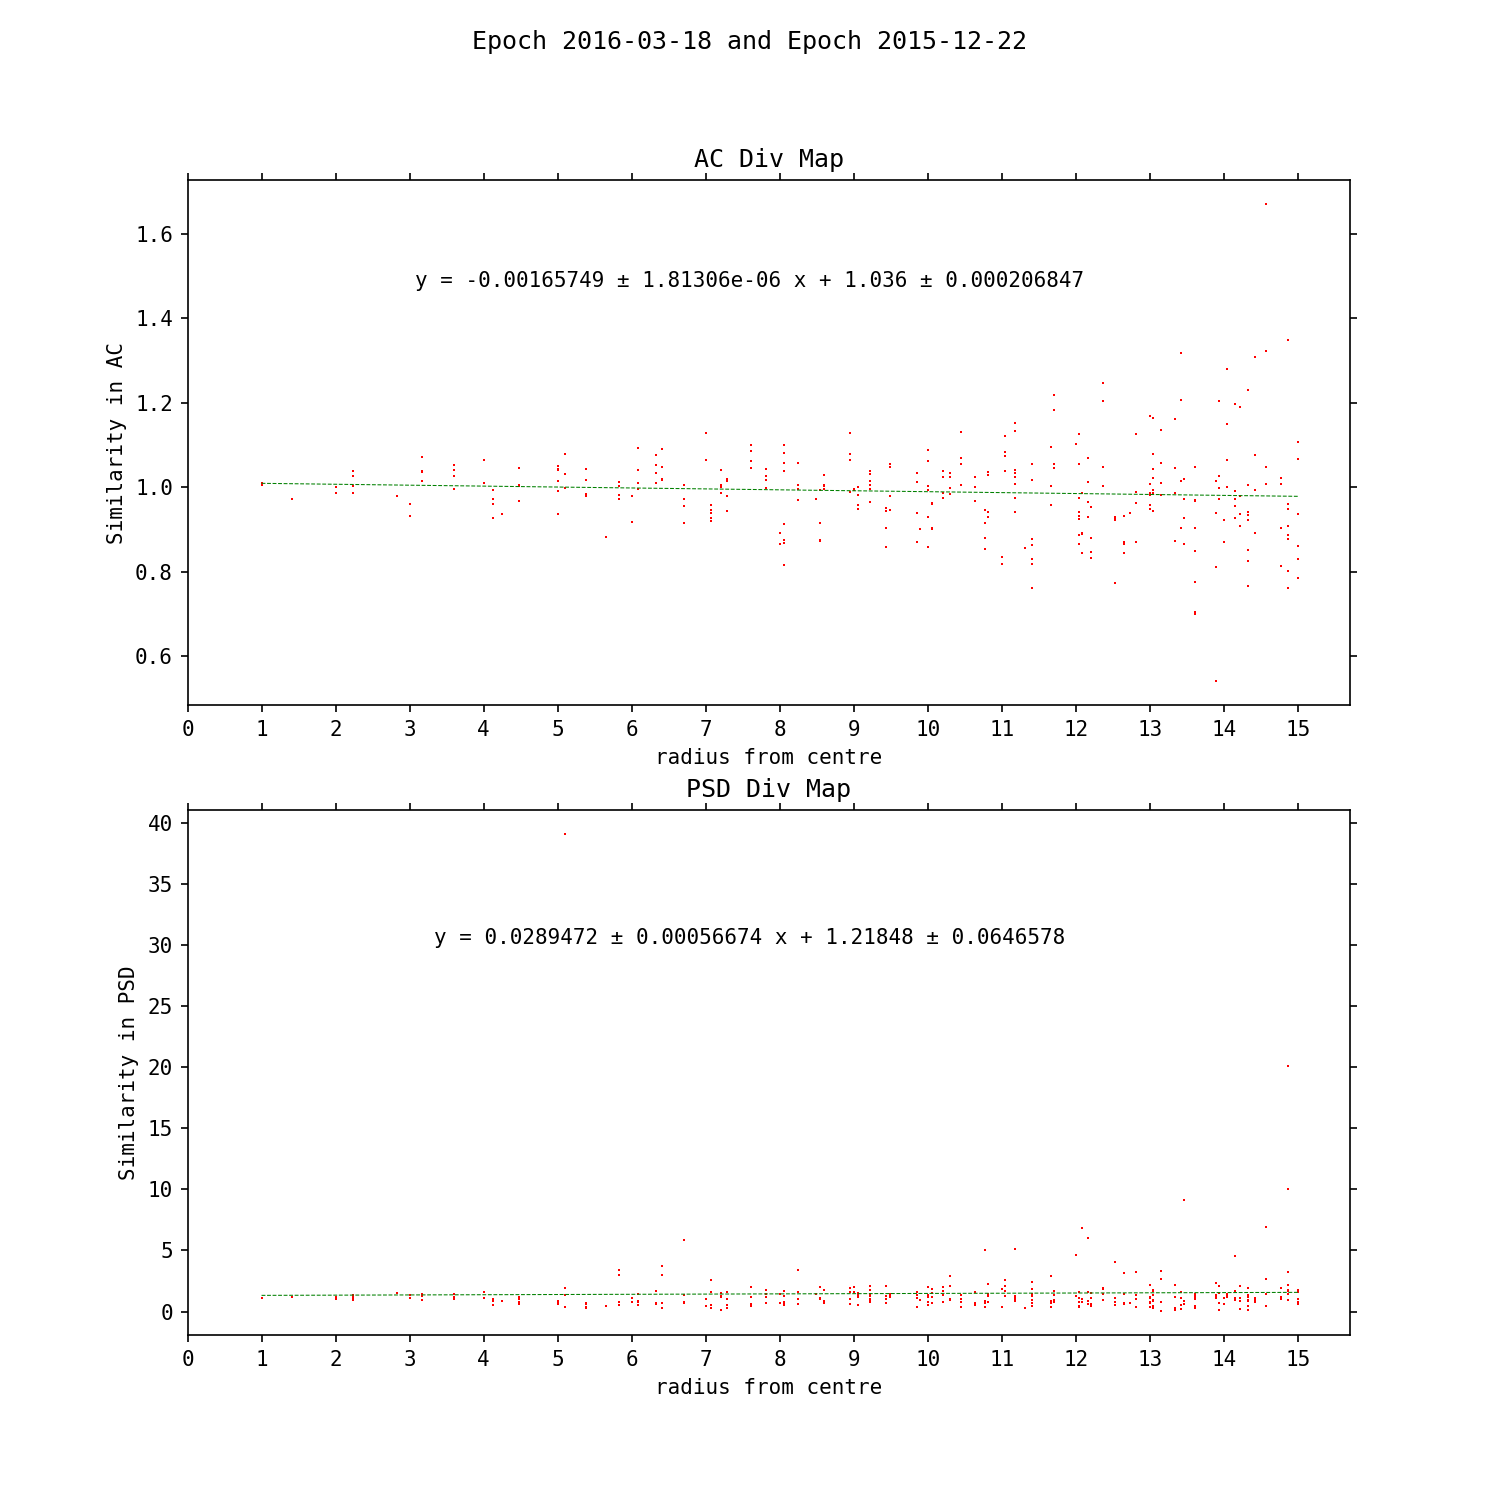 Epoch 2016-03-18 and Epoch 2015-12-22
AC Div Map
1.6
1.4
1.2
1.0
0.8
0.6
Similarity in AC
y = -0.00165749 ± 1.81306e-06 x + 1.036 ± 0.000206847
0 1 2 3 4 5 6 7 8 9 10 11 12 13 14 15
radius from centre
PSD Div Map
40
35
30
25
20
15
10
5
0
Similarity in PSD
y = 0.0289472 ± 0.00056674 x + 1.21848 ± 0.0646578
0 1 2 3 4 5 6 7 8 9 10 11 12 13 14 15
radius from centre